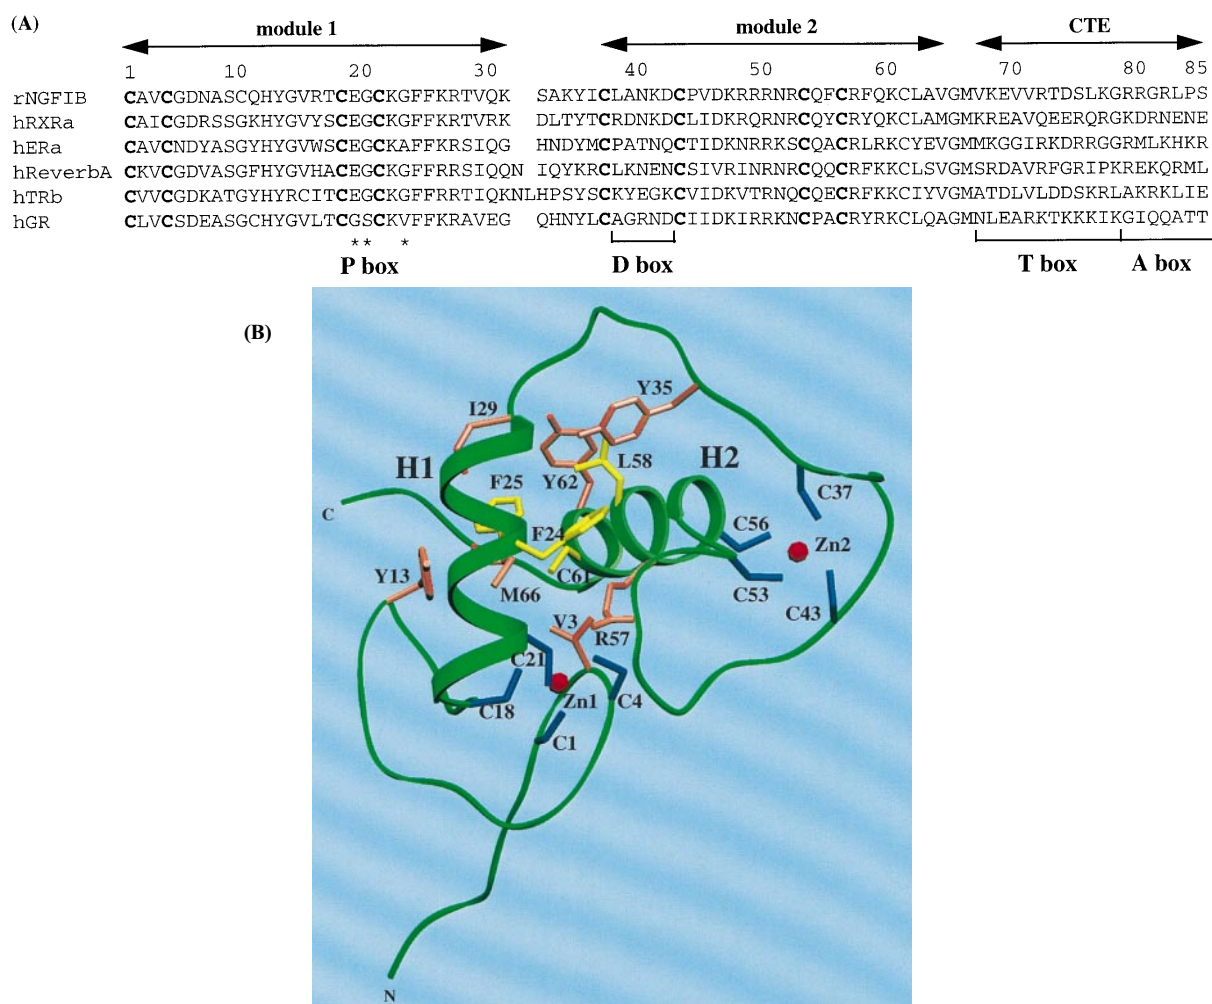 (A)
module 1 module 2 CTE
1 10 20 30 40 50 60 70 80 85
rNGFIB CAVCGDNASCQHYGVRTCEGCKGFFKRTVQK SAKYICLANKDCPVDKRRRNRCQFCRFQKCLAVGMVKEVVRTDSLKGRRGRLPS
hRXRa CAICGDRSSGKHYGVYSCEGCKGFFKRTVRK DLTYTCRDNKDCLIDKRQRNRCQYCRYQKCLAMGMKREAVQEERQRGKDRNENE
hERa CAVCNDYASGYHYGVWSCEGCKAFFKRSIQG HNDYMCPATNQCTIDKNRRKSCQACRLRKCYEVGMMKGGIRKDRRGGRMLKHKR
hReverbA CKVCGDVASGFHYGVHACEGCKGFFRRSIQQN IQYKRCLKNENCSIVRINRNRCQQCRFKKCLSVGMSRDAVRFGRIPKREKQRML
hTRb CVVCGDKATGYHYRCITCEGCKGFFRRTIQKNLHPSYSCKYEGKCVIDKVTRNQCQECRFKKCIYVGMATDLVLDDSKRLAKRKLIE
hGR CLVCSDEASGCHYGVLTCGSCKVFFKRAVEG QHNYLCAGRNDCIIDKIRRKNCPACRYRKCLQAGMNLEARKTKKKIKGIQQATT
** *
P box D box T box A box
(B)
Y35
I29
H1 H2
L58
F25 Y62
C37
C
C56
F24
Zn2
Y13 C61
M66 C53
C43
V3
R57
C21
C18 Zn1 C4
C1
N